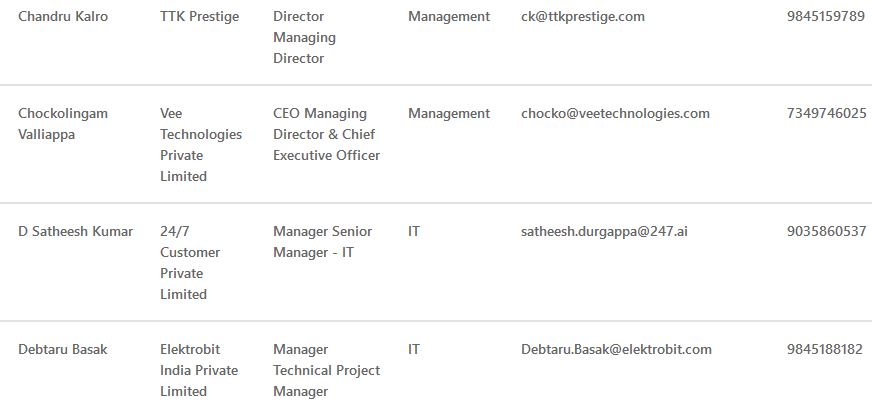 Chandru Kalro TTK Prestige Director Management ck@ttkprestige.com 9845159789
Managing
Director
Chockolingam Vee CEO Managing Management chocko@veetechnologies.com 7349746025
Valliappa Technologies Director & Chief
Private Executive Officer
Limited
D Satheesh Kumar 24/7 Manager Senior IT satheesh.durgappa@247.ai 9035860537
Customer Manager - IT
Private
Limited
Debtaru Basak Elektrobit Manager IT Debtaru.Basak@elektrobit.com 9845188182
India Private Technical Project
Limited Manager